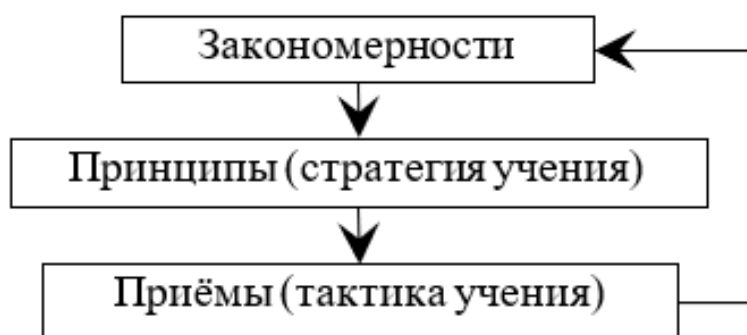 Закономерности
Принципы (стратегия учения)
Приёмы (тактика учения)